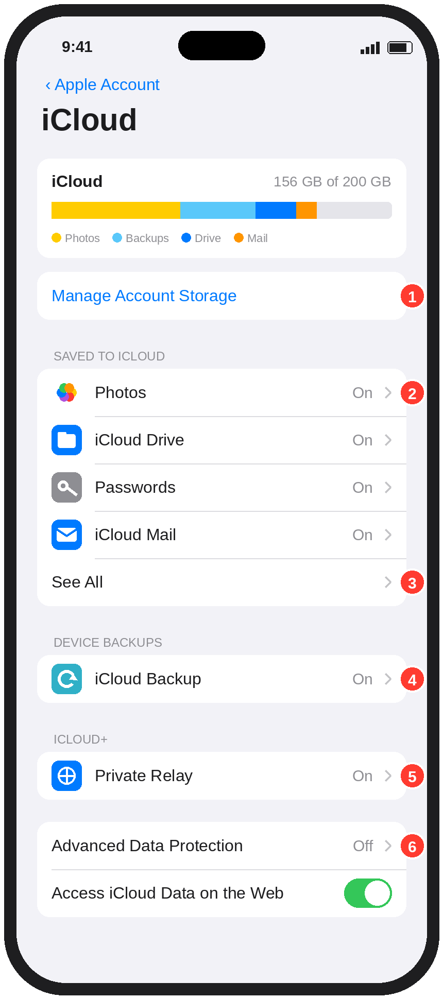 9:41
‹ Apple Account
iCloud
iCloud 156 GB of 200 GB
Photos Backups Drive Mail
Manage Account Storage 1
SAVED TO ICLOUD
Photos On 2
iCloud Drive On
Passwords On
iCloud Mail On
See All 3
DEVICE BACKUPS
iCloud Backup On 4
ICLOUD+
Private Relay On 5
Advanced Data Protection Off 6
Access iCloud Data on the Web